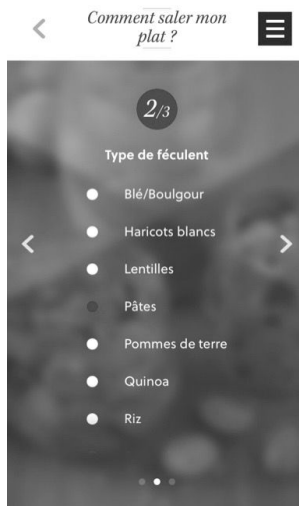 Comment saler mon
plat ?
2/3
Type de féculent
Blé/Boulgour
Haricots blancs
Lentilles
Pâtes
Pommes de terre
Quinoa
Riz